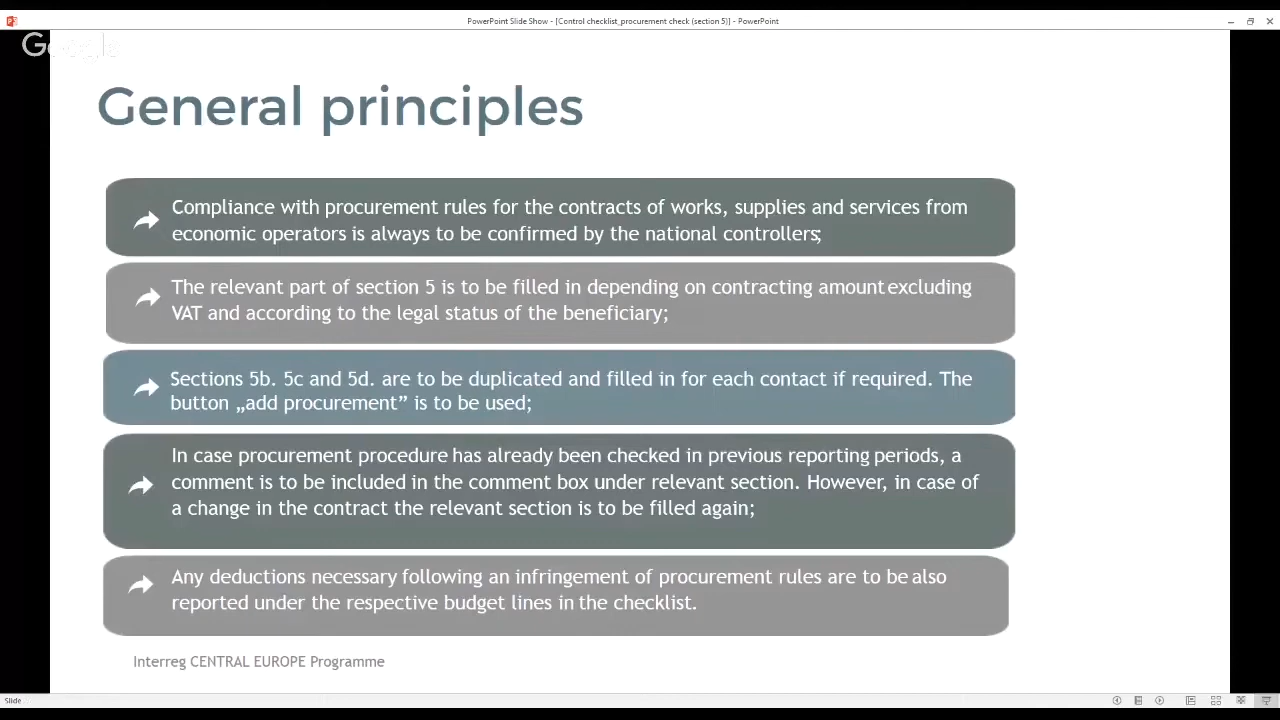 PowerPoint Slide Show - [Control checklist_procurement check (section 5)] - PowerPoint
Google
General principles
Compliance with procurement rules for the contracts of works, supplies and services from
economic operators is always to be confirmed by the national controllers;
The relevant part of section 5 is to be filled in depending on contracting amount excluding
VAT and according to the legal status of the beneficiary;
Sections 5b. 5c and 5d. are to be duplicated and filled in for each contact if required. The
button „add procurement” is to be used;
In case procurement procedure has already been checked in previous reporting periods, a
comment is to be included in the comment box under relevant section. However, in case of
a change in the contract the relevant section is to be filled again;
Any deductions necessary following an infringement of procurement rules are to be also
reported under the respective budget lines in the checklist.
Interreg CENTRAL EUROPE Programme
Slide